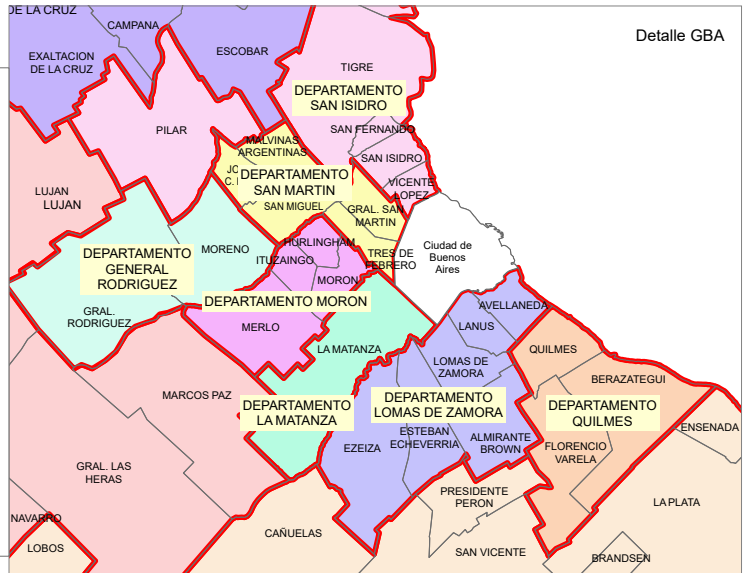 DE LA CRUZ
CAMPANA
Detalle GBA
EXALTACION
DE LA CRUZ
ESCOBAR
TIGRE
DEPARTAMENTO
SAN ISIDRO
PILAR
SAN FERNANDO
MALVINAS
ARGENTINAS
SAN ISIDRO
DEPARTAMENTO
SAN MARTIN
VICENTE
LOPEZ
LUJAN
LUJAN
SAN MIGUEL
GRAL. SAN
MARTIN
MORENO
HURLINGHAM
Ciudad de
Buenos
Aires
DEPARTAMENTO
GENERAL
RODRIGUEZ
ITUZAINGO
TRES DE
FEBRERO
MORON
DEPARTAMENTO MORON
GRAL.
RODRIGUEZ
AVELLANEDA
MERLO
LANUS
LA MATANZA
QUILMES
LOMAS DE
ZAMORA
BERAZATEGUI
MARCOS PAZ
DEPARTAMENTO
LA MATANZA
DEPARTAMENTO
LOMAS DE ZAMORA
DEPARTAMENTO
QUILMES
ESTEBAN
ECHEVERRIA
ALMIRANTE
BROWN
EZEIZA
FLORENCIO
VARELA
ENSENADA
GRAL. LAS
HERAS
PRESIDENTE
PERON
LA PLATA
NAVARRO
LOBOS
CAÑUELAS
SAN VICENTE
BRANDSEN